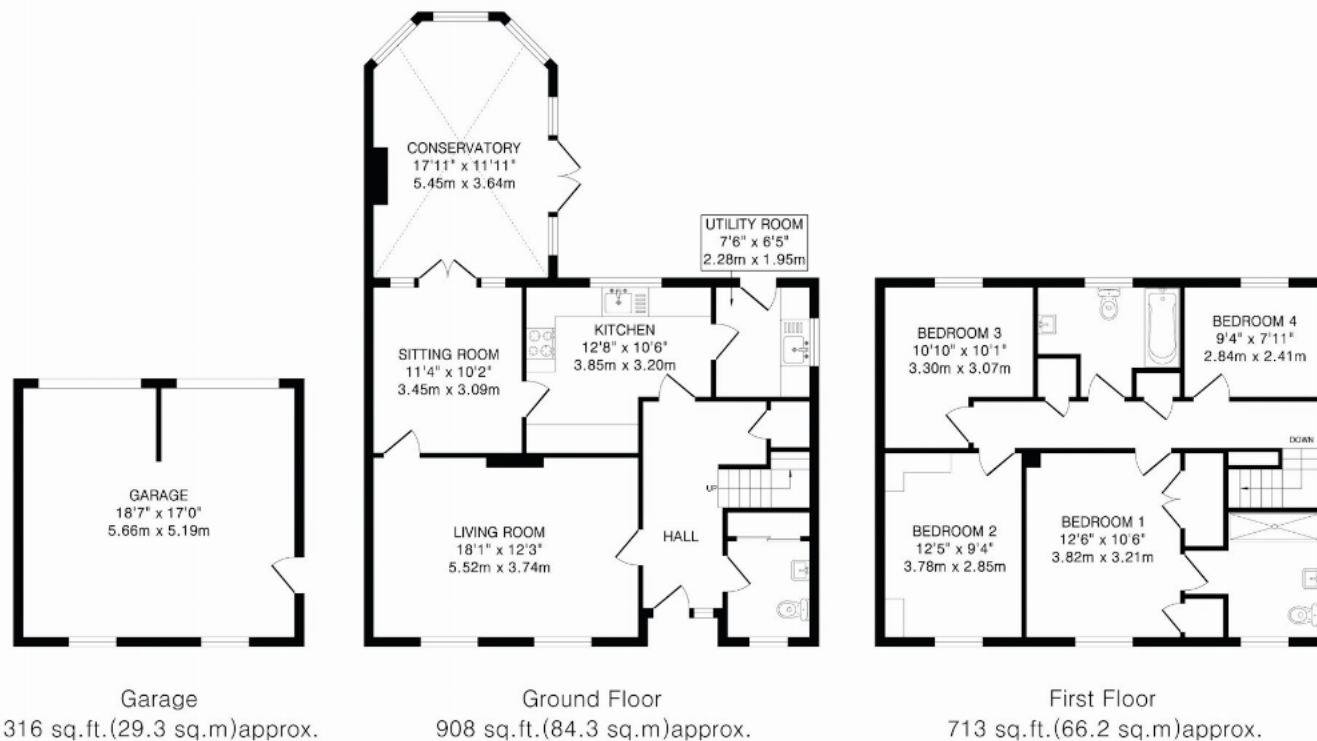 GARAGE
18'7" x 17'0"
5.66m x 5.19m
Garage
316 sq.ft.(29.3 sq.m)approx.
CONSERVATORY
17'11" x 11'11"
5.45m x 3.64m
UTILITY ROOM
7'6" x 6'5"
2.28m x 1.95m
SITTING ROOM
11'4" x 10'2"
3.45m x 3.09m
KITCHEN
12'8" x 10'6"
3.85m x 3.20m
UP
LIVING ROOM
18'1" x 12'3"
5.52m x 3.74m
HALL
Ground Floor
908 sq.ft.(84.3 sq.m)approx.
BEDROOM 3
10'10" x 10'1"
3.30m x 3.07m
BEDROOM 4
9'4" x 7'11"
2.84m x 2.41m
DOWN
BEDROOM 2
12'5" x 9'4"
3.78m x 2.85m
BEDROOM 1
12'6" x 10'6"
3.82m x 3.21m
First Floor
713 sq.ft.(66.2 sq.m)approx.